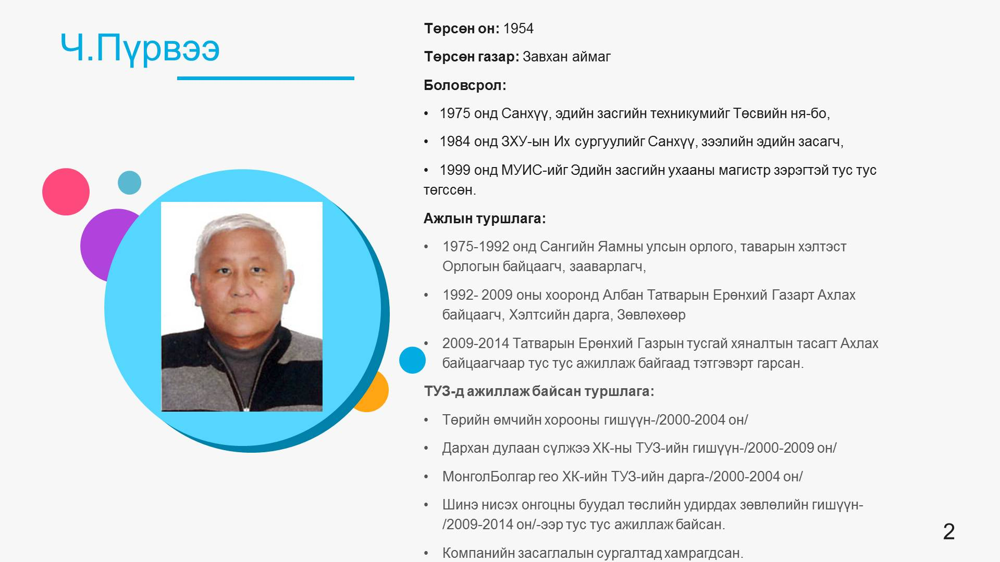 Ч.Пүрвээ
Төрсөн он: 1954
Төрсөн газар: Завхан аймаг
Боловсрол:
• 1975 онд Санхүү, эдийн засгийн техникумийг Төсвийн ня-бо,
• 1984 онд ЗХУ-ын Их сургуулийг Санхүү, зээлийн эдийн засагч,
• 1999 онд МУИС-ийг Эдийн засгийн ухааны магистр зэрэгтэй тус тус
төгссөн.
Ажлын туршлага:
• 1975-1992 онд Сангийн Яамны улсын орлого, таварын хэлтэст
Орлогын байцаагч, зааварлагч,
• 1992- 2009 оны хооронд Албан Татварын Ерөнхий Газарт Ахлах
байцаагч, Хэлтсийн дарга, Зөвлөхөөр
• 2009-2014 Татварын Ерөнхий Газрын тусгай хяналтын тасагт Ахлах
байцаагчаар тус тус ажиллаж байгаад тэтгэвэрт гарсан.
ТУЗ-д ажиллаж байсан туршлага:
• Төрийн өмчийн хорооны гишүүн-/2000-2004 он/
• Дархан дулаан сүлжээ ХК-ны ТУЗ-ийн гишүүн-/2000-2009 он/
• МонголБолгар гео ХК-ийн ТУЗ-ийн дарга-/2000-2004 он/
• Шинэ нисэх онгоцны буудал төслийн удирдах зөвлөлийн гишүүн-
/2009-2014 он/-ээр тус тус ажиллаж байсан.
• Компанийн засаглалын сургалтад хамрагдсан.
2